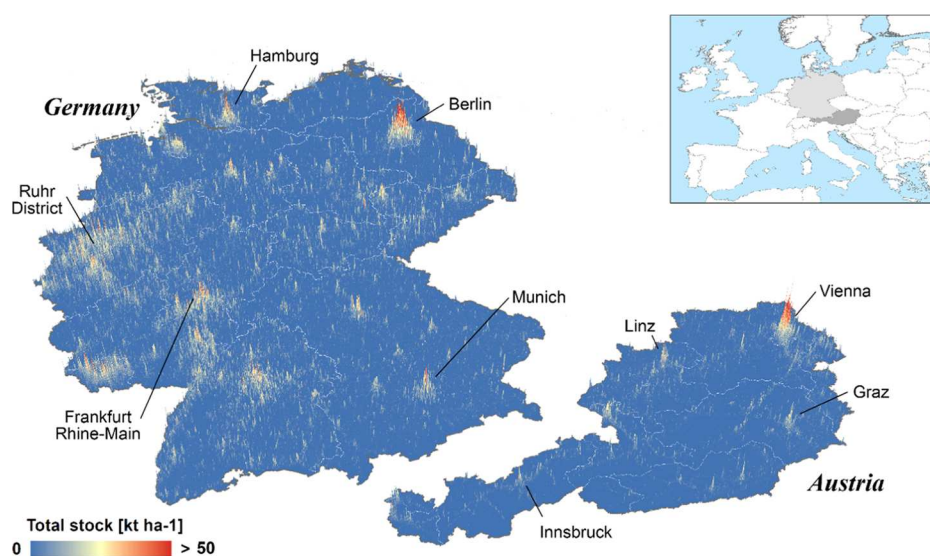 Hamburg
Germany
Berlin
Ruhr
District
Munich
Vienna
Linz
Graz
Frankfurt
Rhine-Main
Austria
Innsbruck
Total stock [kt ha-1]
0 > 50